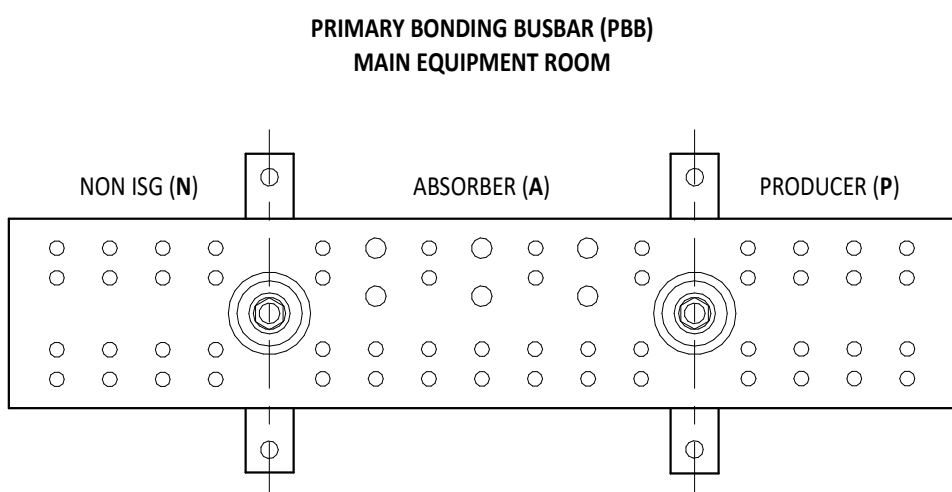 PRIMARY BONDING BUSBAR (PBB)
MAIN EQUIPMENT ROOM
NON ISG (N)
ABSORBER (A)
PRODUCER (P)